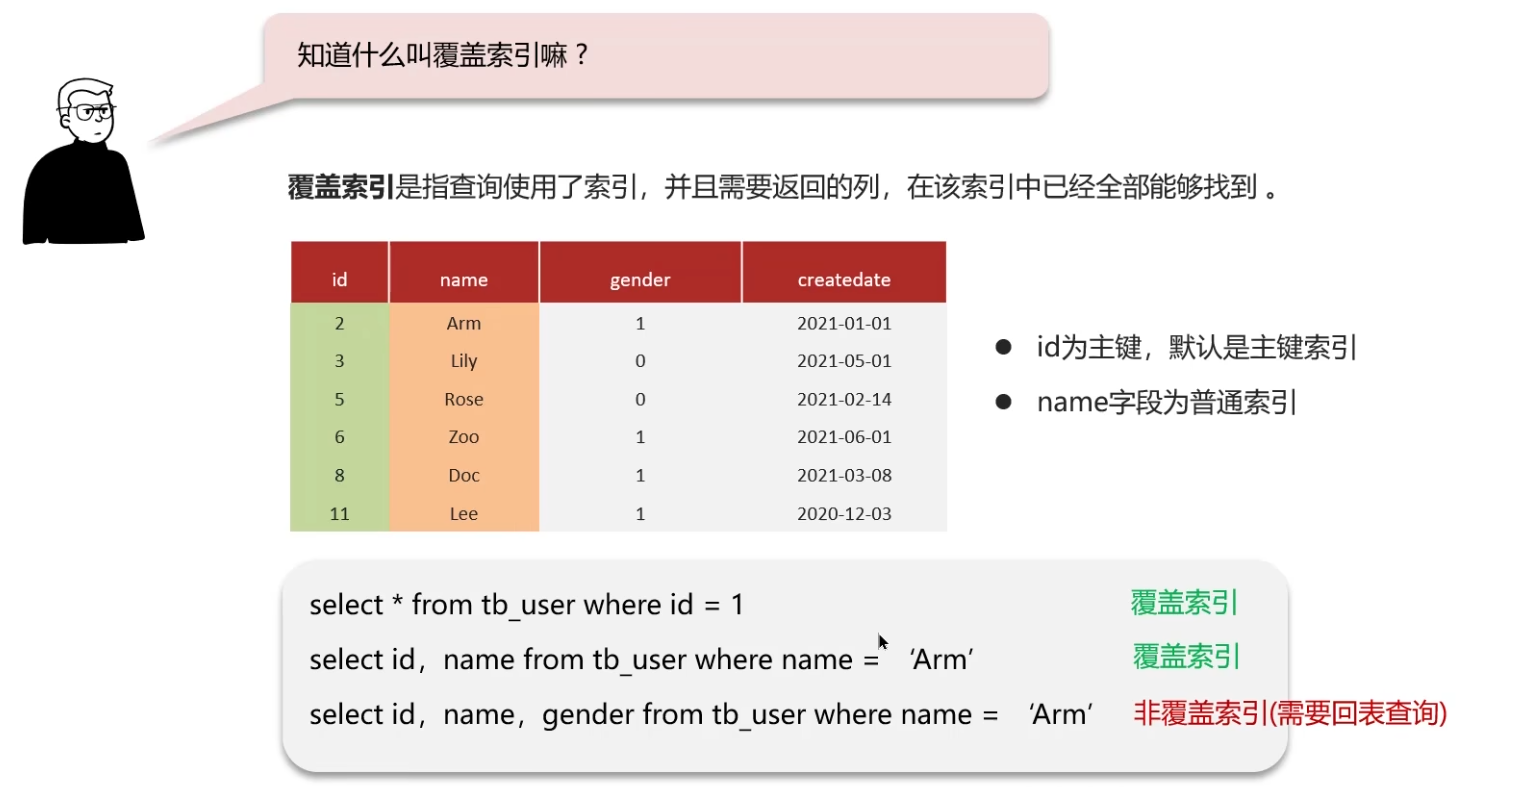 知道什么叫覆盖索引嘛？
覆盖索引是指查询使用了索引，并且需要返回的列，在该索引中已经全部能够找到 。
id name gender createdate
2 Arm 1 2021-01-01
3 Lily 0 2021-05-01
5 Rose 0 2021-02-14
6 Zoo 1 2021-06-01
8 Doc 1 2021-03-08
11 Lee 1 2020-12-03
● id为主键，默认是主键索引
● name字段为普通索引
select * from tb_user where id = 1 覆盖索引
select id，name from tb_user where name = ‘Arm’ 覆盖索引
select id，name，gender from tb_user where name = ‘Arm’ 非覆盖索引(需要回表查询)